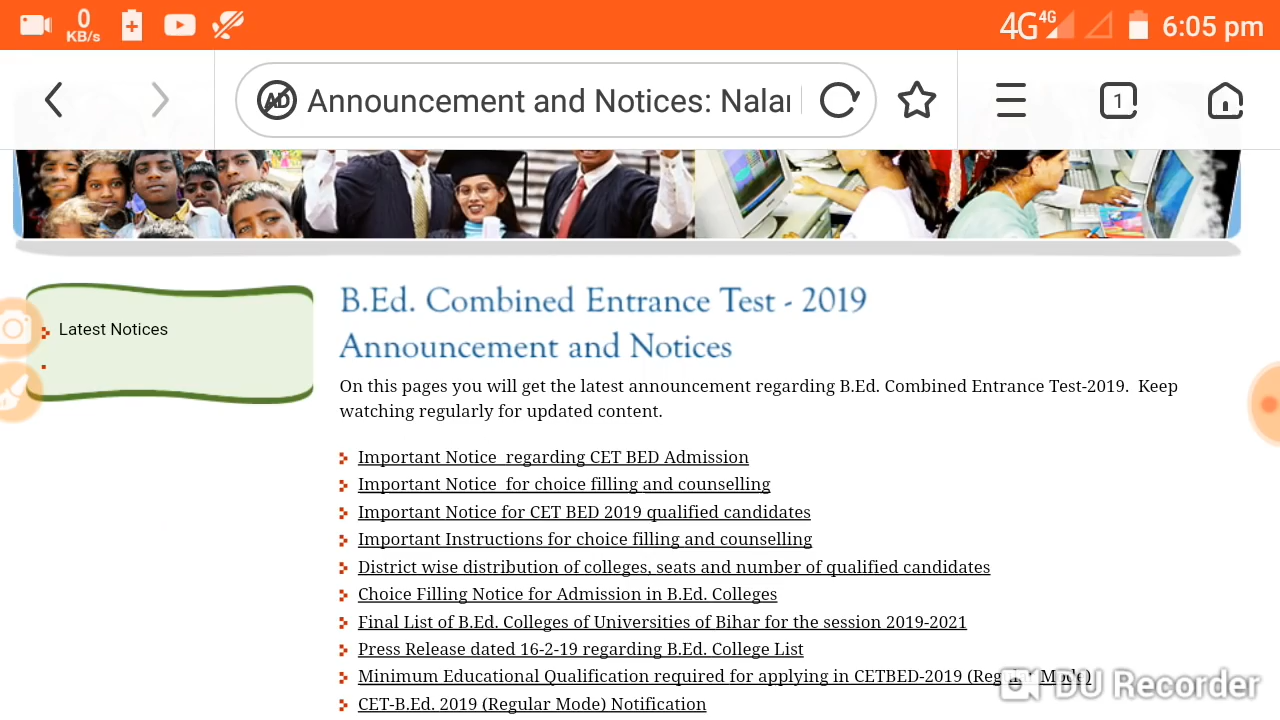 0
KB/s
4G 4G
6:05 pm
AD
Announcement and Notices: Nala
1
Latest Notices
B.Ed. Combined Entrance Test - 2019
Announcement and Notices
On this pages you will get the latest announcement regarding B.Ed. Combined Entrance Test-2019. Keep
watching regularly for updated content.
Important Notice regarding CET BED Admission
Important Notice for choice filling and counselling
Important Notice for CET BED 2019 qualified candidates
Important Instructions for choice filling and counselling
District wise distribution of colleges, seats and number of qualified candidates
Choice Filling Notice for Admission in B.Ed. Colleges
Final List of B.Ed. Colleges of Universities of Bihar for the session 2019-2021
Press Release dated 16-2-19 regarding B.Ed. College List
Minimum Educational Qualification required for applying in CETBED-2019 (Regular Mode)
CET-B.Ed. 2019 (Regular Mode) Notification
DU Recorder